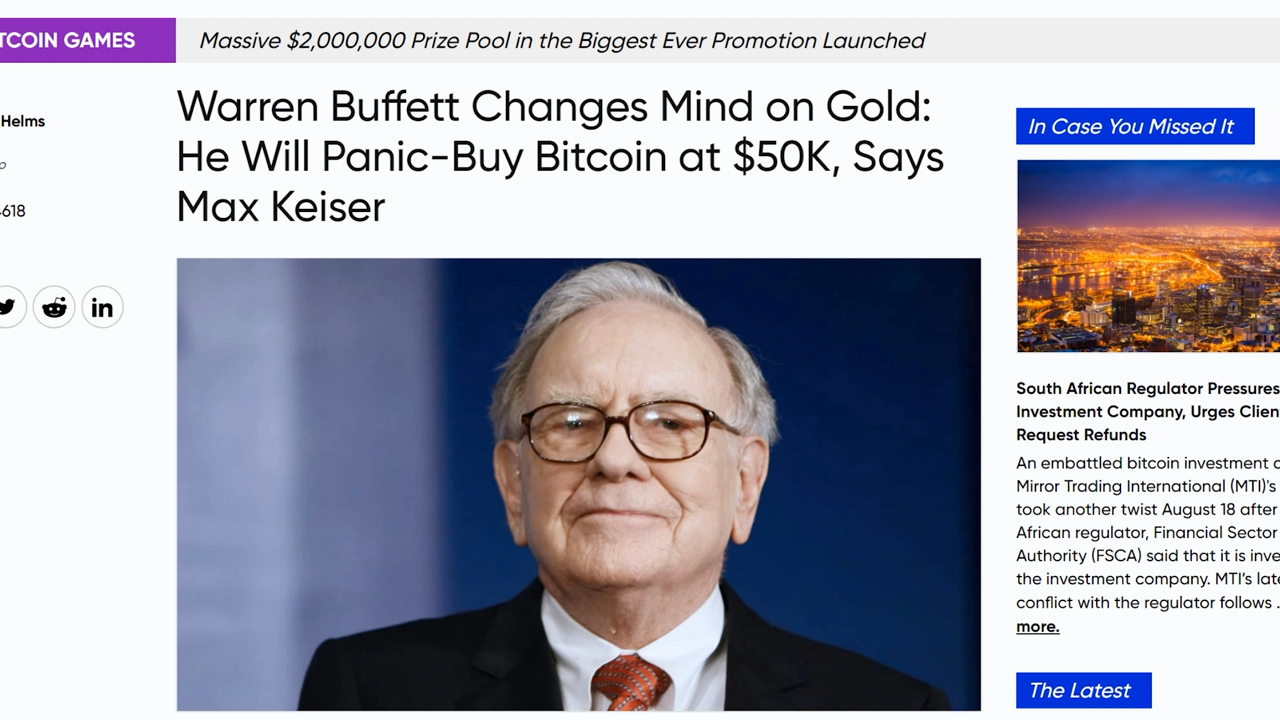 TCOIN GAMES
Massive $2,000,000 Prize Pool in the Biggest Ever Promotion Launched
Helms
618
Warren Buffett Changes Mind on Gold:
He Will Panic-Buy Bitcoin at $50K, Says
Max Keiser
in
In Case You Missed It
South African Regulator Pressures
Investment Company, Urges Clien
Request Refunds
An embattled bitcoin investment c
Mirror Trading International (MTI)'s
took another twist August 18 after
African regulator, Financial Sector
Authority (FSCA) said that it is inve
the investment company. MTI's late
conflict with the regulator follows .
more.
The Latest